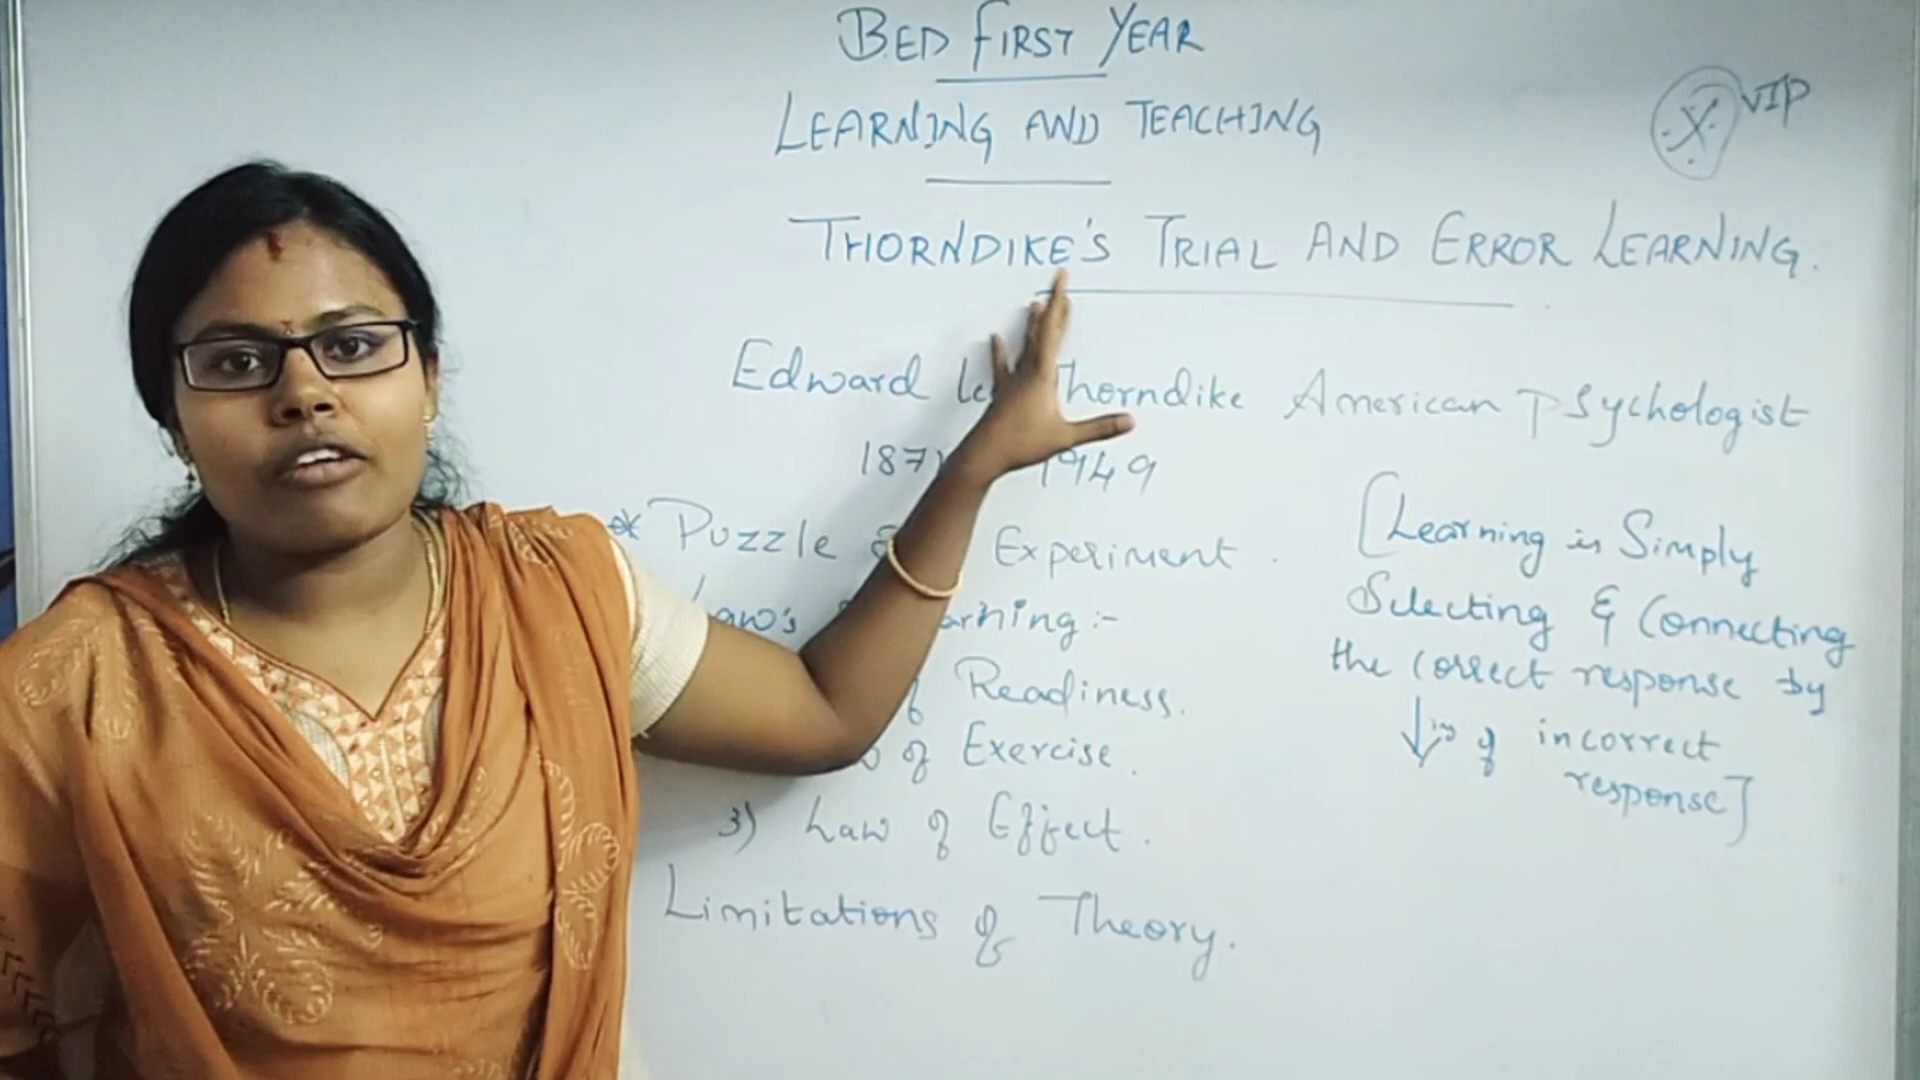 BED FIRST YEAR
LEARNING AND TEACHING
VIP
THORNDIKE'S TRIAL AND ERROR LEARNING.
Edward Thorndike American Psychologist
1949
* Puzzle Experiment.
:-
Readiness.
of Exercise.
3) Law of Effect.
Limitations of Theory.
[Learning is Simply
Selecting & Connecting
the correct response by
↓ing of incorrect
response]